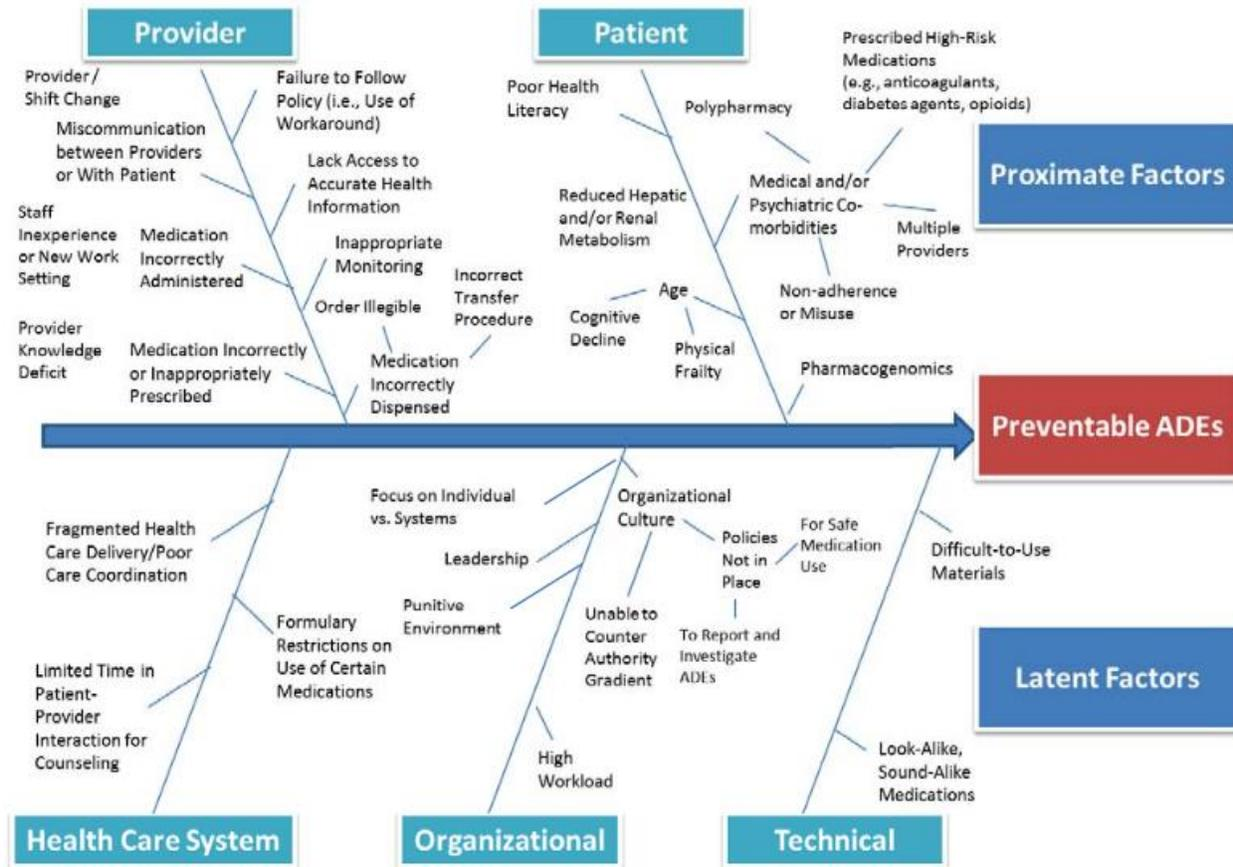 Provider
Provider /
Shift Change
Failure to Follow
Policy (i.e., Use of
Workaround)
Miscommunication
between Providers
or With Patient
Lack Access to
Accurate Health
Information
Staff
Inexperience
or New Work
Setting
Medication
Incorrectly
Administered
Inappropriate
Monitoring
Order Illegible
Incorrect
Transfer
Procedure
Provider
Knowledge
Deficit
Medication Incorrectly
or Inappropriately
Prescribed
Medication
Incorrectly
Dispensed
Patient
Poor Health
Literacy
Polypharmacy
Prescribed High-Risk
Medications
(e.g., anticoagulants,
diabetes agents, opioids)
Reduced Hepatic
and/or Renal
Metabolism
Medical and/or
Psychiatric Co-
morbidities
Multiple
Providers
Age
Cognitive
Decline
Physical
Frailty
Non-adherence
or Misuse
Pharmacogenomics
Proximate Factors
Preventable ADEs
Fragmented Health
Care Delivery/Poor
Care Coordination
Formulary
Restrictions on
Use of Certain
Medications
Limited Time in
Patient-
Provider
Interaction for
Counseling
Health Care System
Focus on Individual
vs. Systems
Leadership
Punitive
Environment
Organizational
Culture
Unable to
Counter
Authority
Gradient
Policies
Not in
Place
For Safe
Medication
Use
To Report and
Investigate
ADEs
High
Workload
Organizational
Difficult-to-Use
Materials
Look-Alike,
Sound-Alike
Medications
Technical
Latent Factors